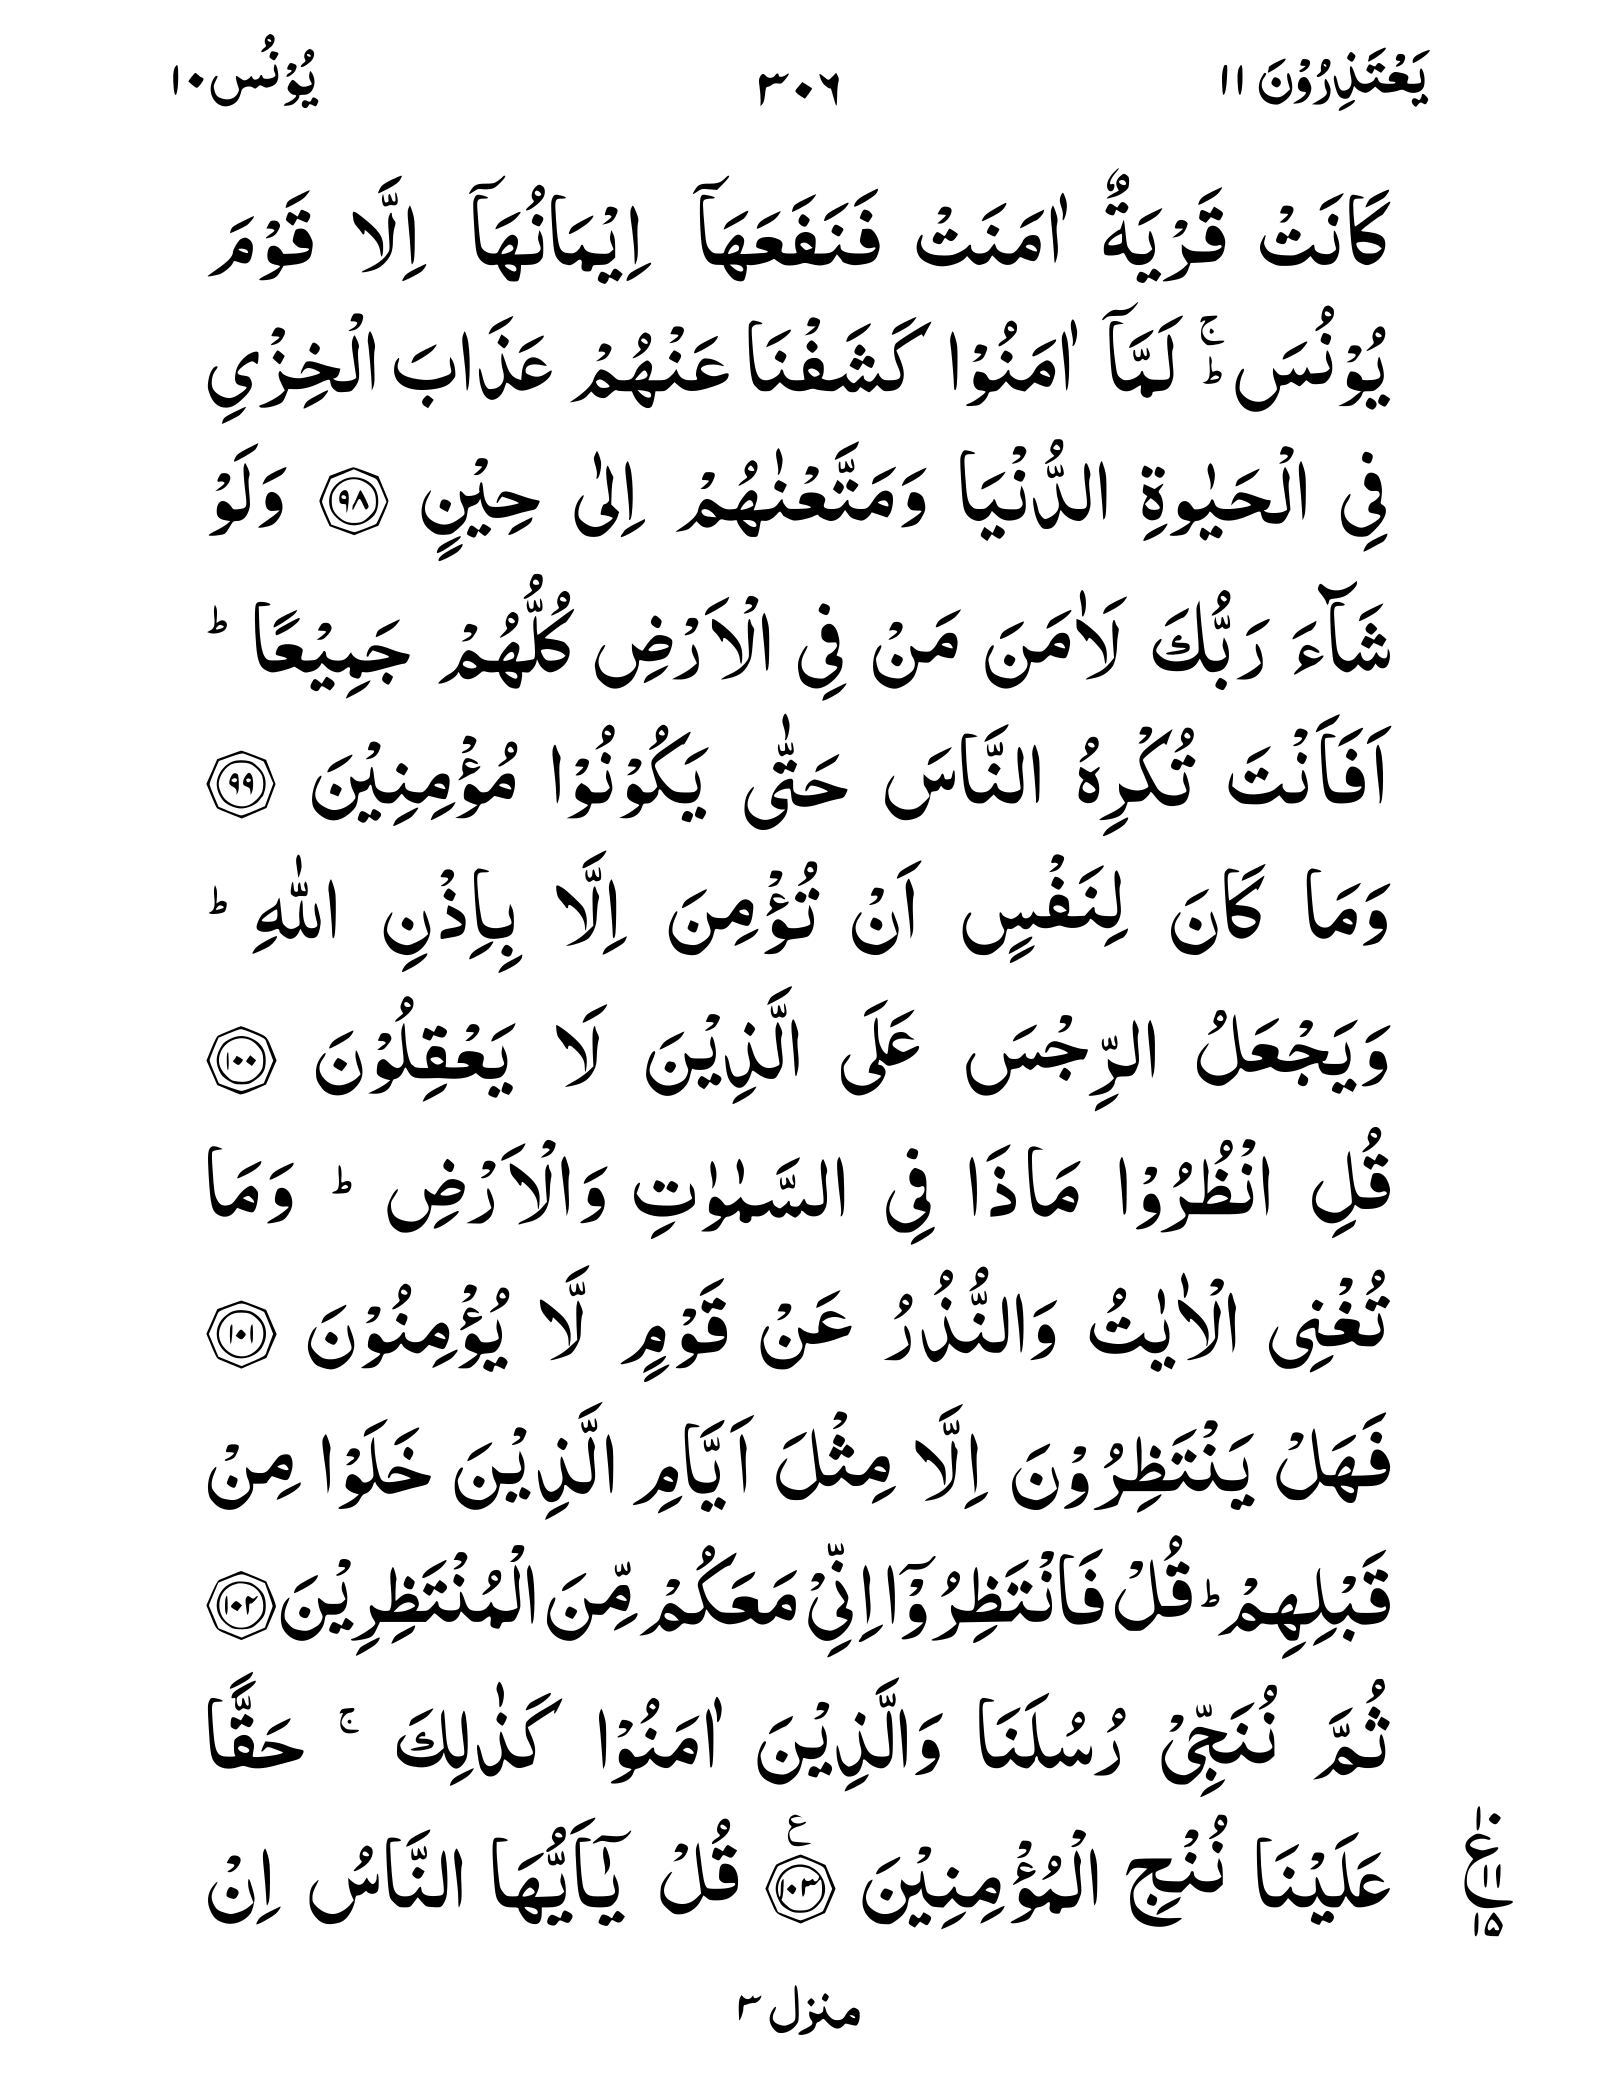 يَعْتَذِرُوْنَ ١١ ٣٠٦ يُوْنُس١٠
كَانَتْ قَرْيَةٌ اٰمَنَتْ فَنَفَعَهَاۤ اِيْمَانُهَاۤ اِلَّا قَوْمَ
يُوْنُسَ ؕۚ لَمَّاۤ اٰمَنُوْا كَشَفْنَا عَنْهُمْ عَذَابَ الْخِزْيِ
فِي الْحَيٰوةِ الدُّنْيَا وَمَتَّعْنٰهُمْ اِلٰى حِيْنٍ ۝٩٨ وَلَوْ
شَآءَ رَبُّكَ لَاٰمَنَ مَنْ فِي الْاَرْضِ كُلُّهُمْ جَمِيْعًا ؕ
اَفَاَنْتَ تُكْرِهُ النَّاسَ حَتّٰى يَكُوْنُوْا مُؤْمِنِيْنَ ۝٩٩
وَمَا كَانَ لِنَفْسٍ اَنْ تُؤْمِنَ اِلَّا بِاِذْنِ اللّٰهِ ؕ
وَيَجْعَلُ الرِّجْسَ عَلَى الَّذِيْنَ لَا يَعْقِلُوْنَ ۝١٠٠
قُلِ انْظُرُوْا مَاذَا فِي السَّمٰوٰتِ وَالْاَرْضِ ؕ وَمَا
تُغْنِى الْاٰيٰتُ وَالنُّذُرُ عَنْ قَوْمٍ لَّا يُؤْمِنُوْنَ ۝١٠١
فَهَلْ يَنْتَظِرُوْنَ اِلَّا مِثْلَ اَيَّامِ الَّذِيْنَ خَلَوْا مِنْ
قَبْلِهِمْ ؕ قُلْ فَانْتَظِرُوْۤا اِنِّيْ مَعَكُمْ مِّنَ الْمُنْتَظِرِيْنَ ۝١٠٢
ثُمَّ نُنَجِّيْ رُسُلَنَا وَالَّذِيْنَ اٰمَنُوْا كَذٰلِكَ ۚ حَقًّا
عَلَيْنَا نُنْجِ الْمُؤْمِنِيْنَ ۝١٠٣ ع قُلْ يٰۤاَيُّهَا النَّاسُ اِنْ
١٠ ع ١١ ١٥
منزل ٣